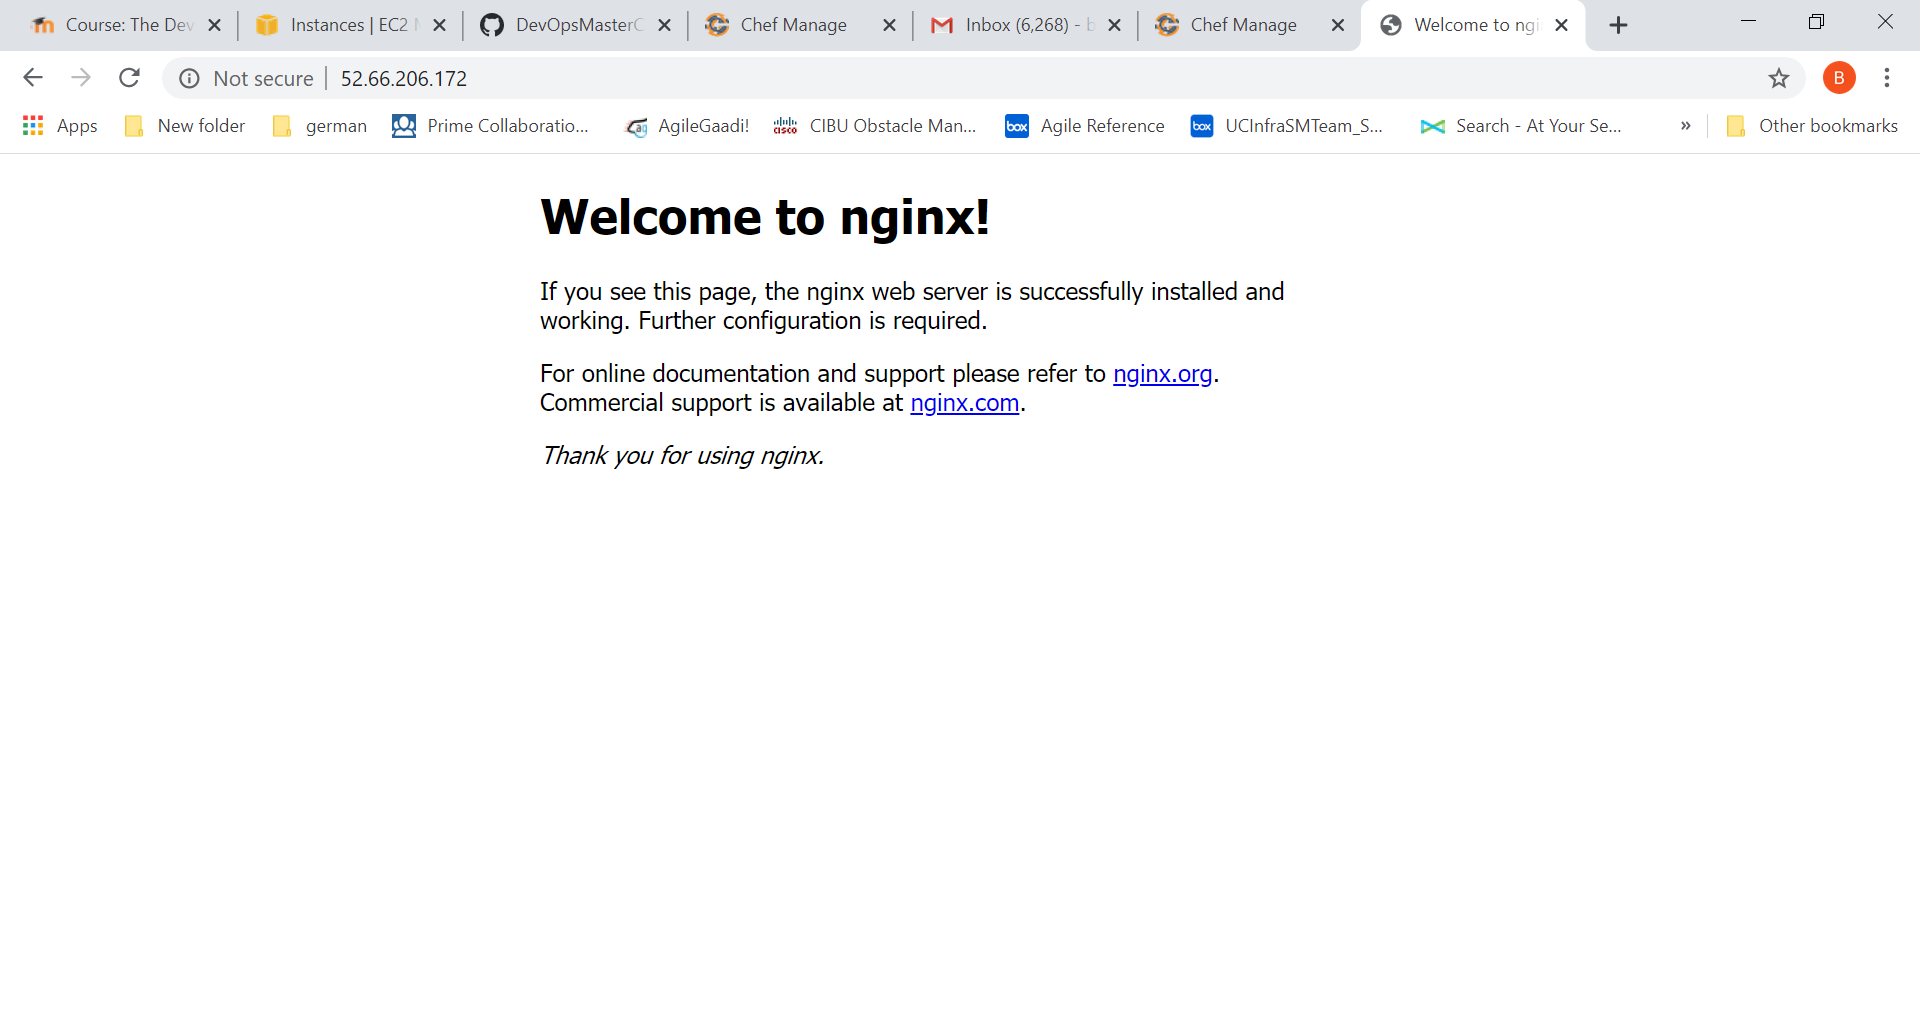 Course: The Dev
Instances | EC2 M
DevOpsMasterC
Chef Manage
Inbox (6,268) - b
Chef Manage
Welcome to ngi
Not secure | 52.66.206.172
B
Apps
New folder
german
Prime Collaboratio...
AgileGaadi!
CISCO
CIBU Obstacle Man...
box
Agile Reference
box
UCInfraSMTeam_S...
Search - At Your Se...
»
Other bookmarks
Welcome to nginx!
If you see this page, the nginx web server is successfully installed and
working. Further configuration is required.
For online documentation and support please refer to nginx.org.
Commercial support is available at nginx.com.
Thank you for using nginx.